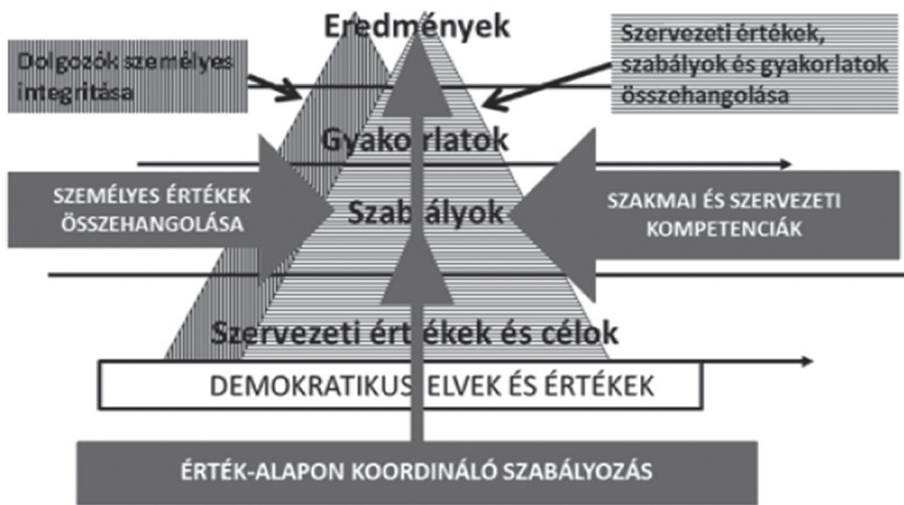 Eredmények
Dolgozók személyes
integritása
Szervezeti értékek,
szabályok és gyakorlatok
összehangolása
Gyakorlatok
SZEMÉLYES ÉRTÉKEK
ÖSSZEHANGOLÁSA
Szabályok
SZAKMAI ÉS SZERVEZETI
KOMPETENCIÁK
Szervezeti értékek és célok
DEMOKRATIKUS ELVEK ÉS ÉRTÉKEK
ÉRTÉK-ALAPON KOORDINÁLÓ SZABÁLYOZÁS